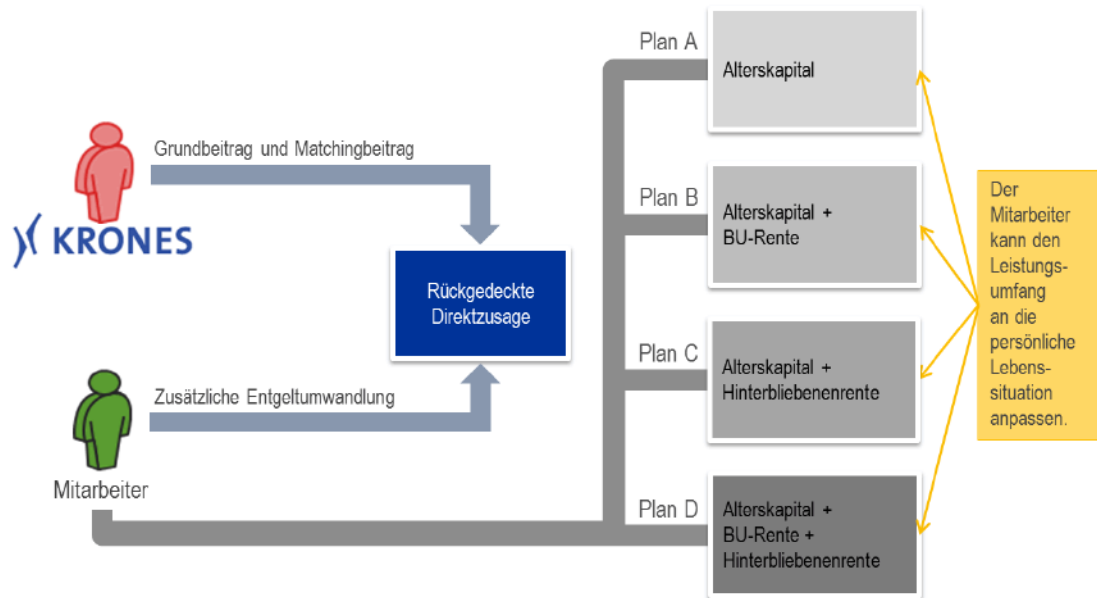 Grundbeitrag und Matchingbeitrag
KRONES
Rückgedeckte
Direktzusage
Zusätzliche Entgeltumwandlung
Mitarbeiter
Plan A
Alterskapital
Plan B
Alterskapital +
BU-Rente
Plan C
Alterskapital +
Hinterbliebenenrente
Plan D
Alterskapital +
BU-Rente +
Hinterbliebenenrente
Der
Mitarbeiter
kann den
Leistungs-
umfang
an die
persönliche
Lebens-
situation
anpassen.